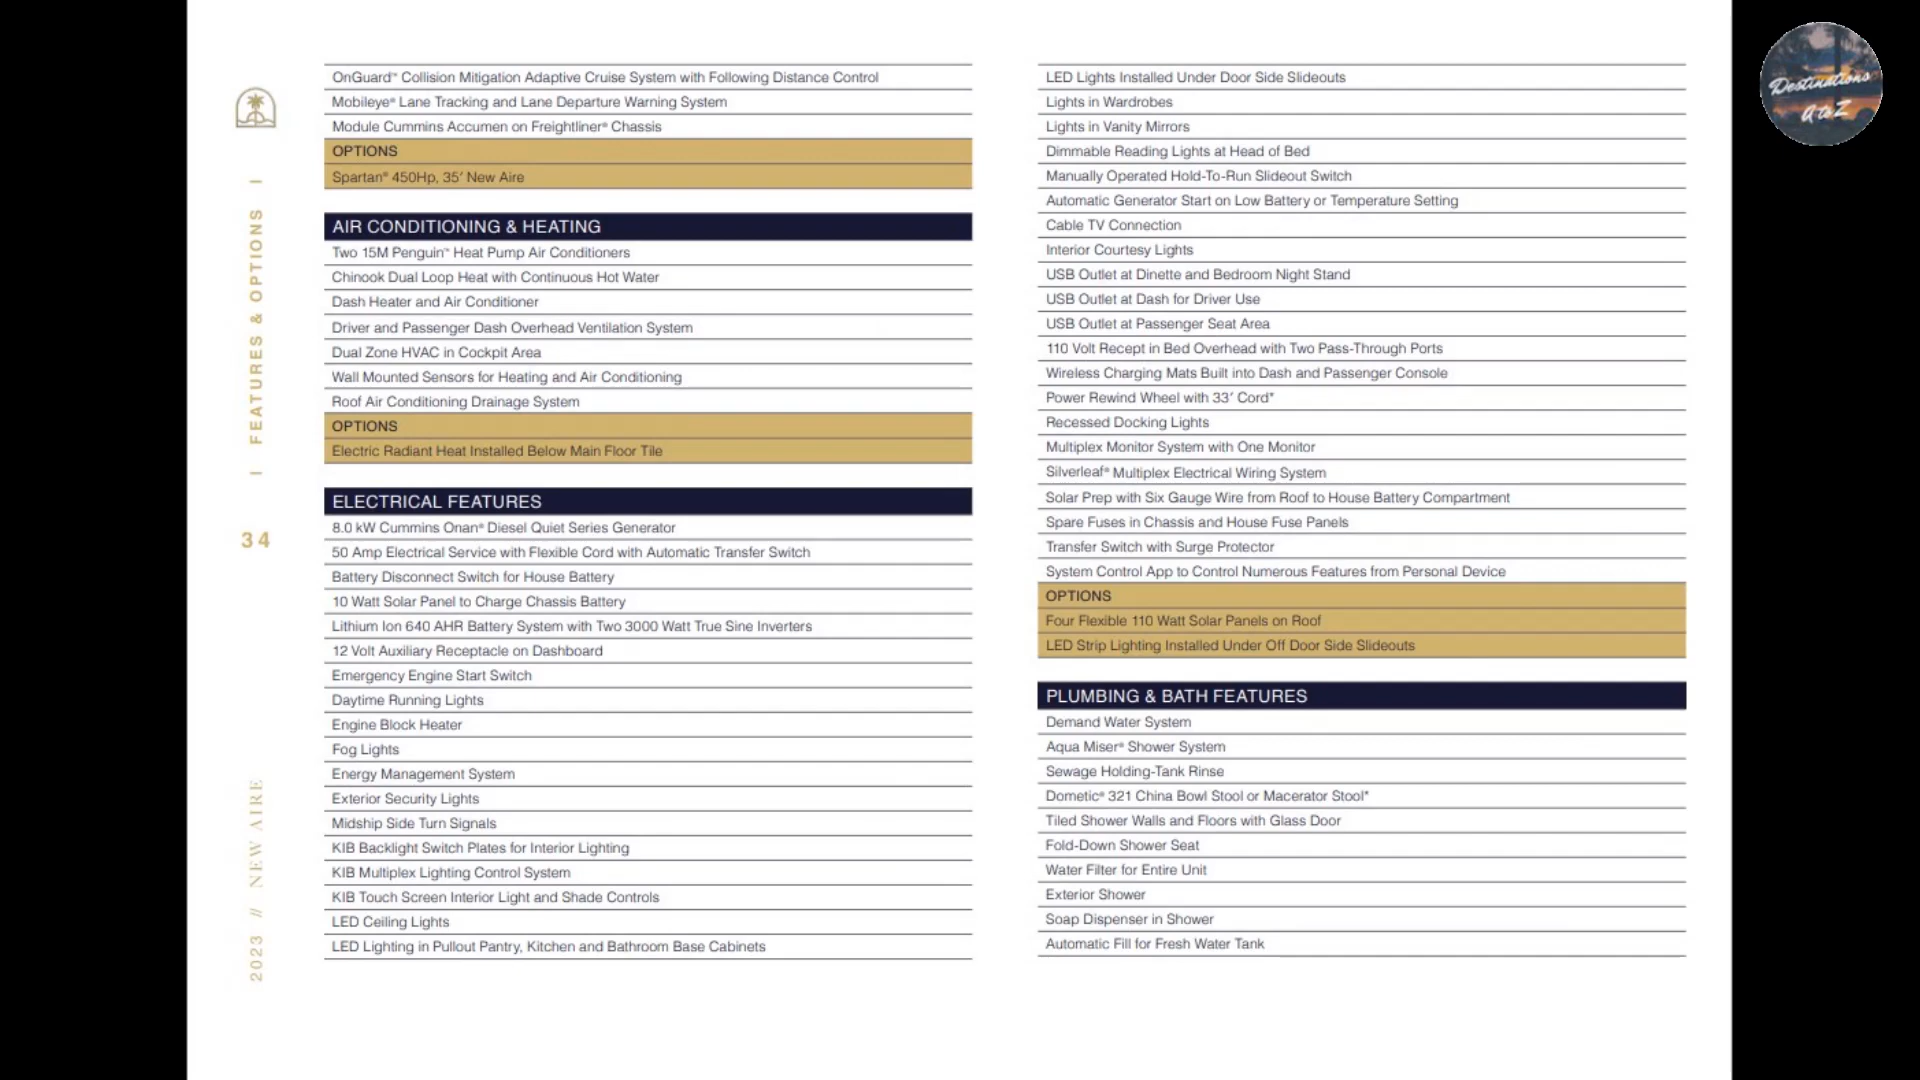 OnGuard™ Collision Mitigation Adaptive Cruise System with Following Distance Control
Mobileye® Lane Tracking and Lane Departure Warning System
Module Cummins Accumen on Freightliner® Chassis
OPTIONS
Spartan® 450Hp, 35′ New Aire
AIR CONDITIONING & HEATING
Two 15M Penguin™ Heat Pump Air Conditioners
Chinook Dual Loop Heat with Continuous Hot Water
Dash Heater and Air Conditioner
Driver and Passenger Dash Overhead Ventilation System
Dual Zone HVAC in Cockpit Area
Wall Mounted Sensors for Heating and Air Conditioning
Roof Air Conditioning Drainage System
OPTIONS
Electric Radiant Heat Installed Below Main Floor Tile
ELECTRICAL FEATURES
8.0 kW Cummins Onan® Diesel Quiet Series Generator
50 Amp Electrical Service with Flexible Cord with Automatic Transfer Switch
Battery Disconnect Switch for House Battery
10 Watt Solar Panel to Charge Chassis Battery
Lithium Ion 640 AHR Battery System with Two 3000 Watt True Sine Inverters
12 Volt Auxiliary Receptacle on Dashboard
Emergency Engine Start Switch
Daytime Running Lights
Engine Block Heater
Fog Lights
Energy Management System
Exterior Security Lights
Midship Side Turn Signals
KIB Backlight Switch Plates for Interior Lighting
KIB Multiplex Lighting Control System
KIB Touch Screen Interior Light and Shade Controls
LED Ceiling Lights
LED Lighting in Pullout Pantry, Kitchen and Bathroom Base Cabinets
LED Lights Installed Under Door Side Slideouts
Lights in Wardrobes
Lights in Vanity Mirrors
Dimmable Reading Lights at Head of Bed
Manually Operated Hold-To-Run Slideout Switch
Automatic Generator Start on Low Battery or Temperature Setting
Cable TV Connection
Interior Courtesy Lights
USB Outlet at Dinette and Bedroom Night Stand
USB Outlet at Dash for Driver Use
USB Outlet at Passenger Seat Area
110 Volt Recept in Bed Overhead with Two Pass-Through Ports
Wireless Charging Mats Built into Dash and Passenger Console
Power Rewind Wheel with 33′ Cord*
Recessed Docking Lights
Multiplex Monitor System with One Monitor
Silverleaf® Multiplex Electrical Wiring System
Solar Prep with Six Gauge Wire from Roof to House Battery Compartment
Spare Fuses in Chassis and House Fuse Panels
Transfer Switch with Surge Protector
System Control App to Control Numerous Features from Personal Device
OPTIONS
Four Flexible 110 Watt Solar Panels on Roof
LED Strip Lighting Installed Under Off Door Side Slideouts
PLUMBING & BATH FEATURES
Demand Water System
Aqua Miser® Shower System
Sewage Holding-Tank Rinse
Dometic® 321 China Bowl Stool or Macerator Stool*
Tiled Shower Walls and Floors with Glass Door
Fold-Down Shower Seat
Water Filter for Entire Unit
Exterior Shower
Soap Dispenser in Shower
Automatic Fill for Fresh Water Tank
| FEATURES & OPTIONS |
34
2023 // NEW AIRE
Destinations
A to Z